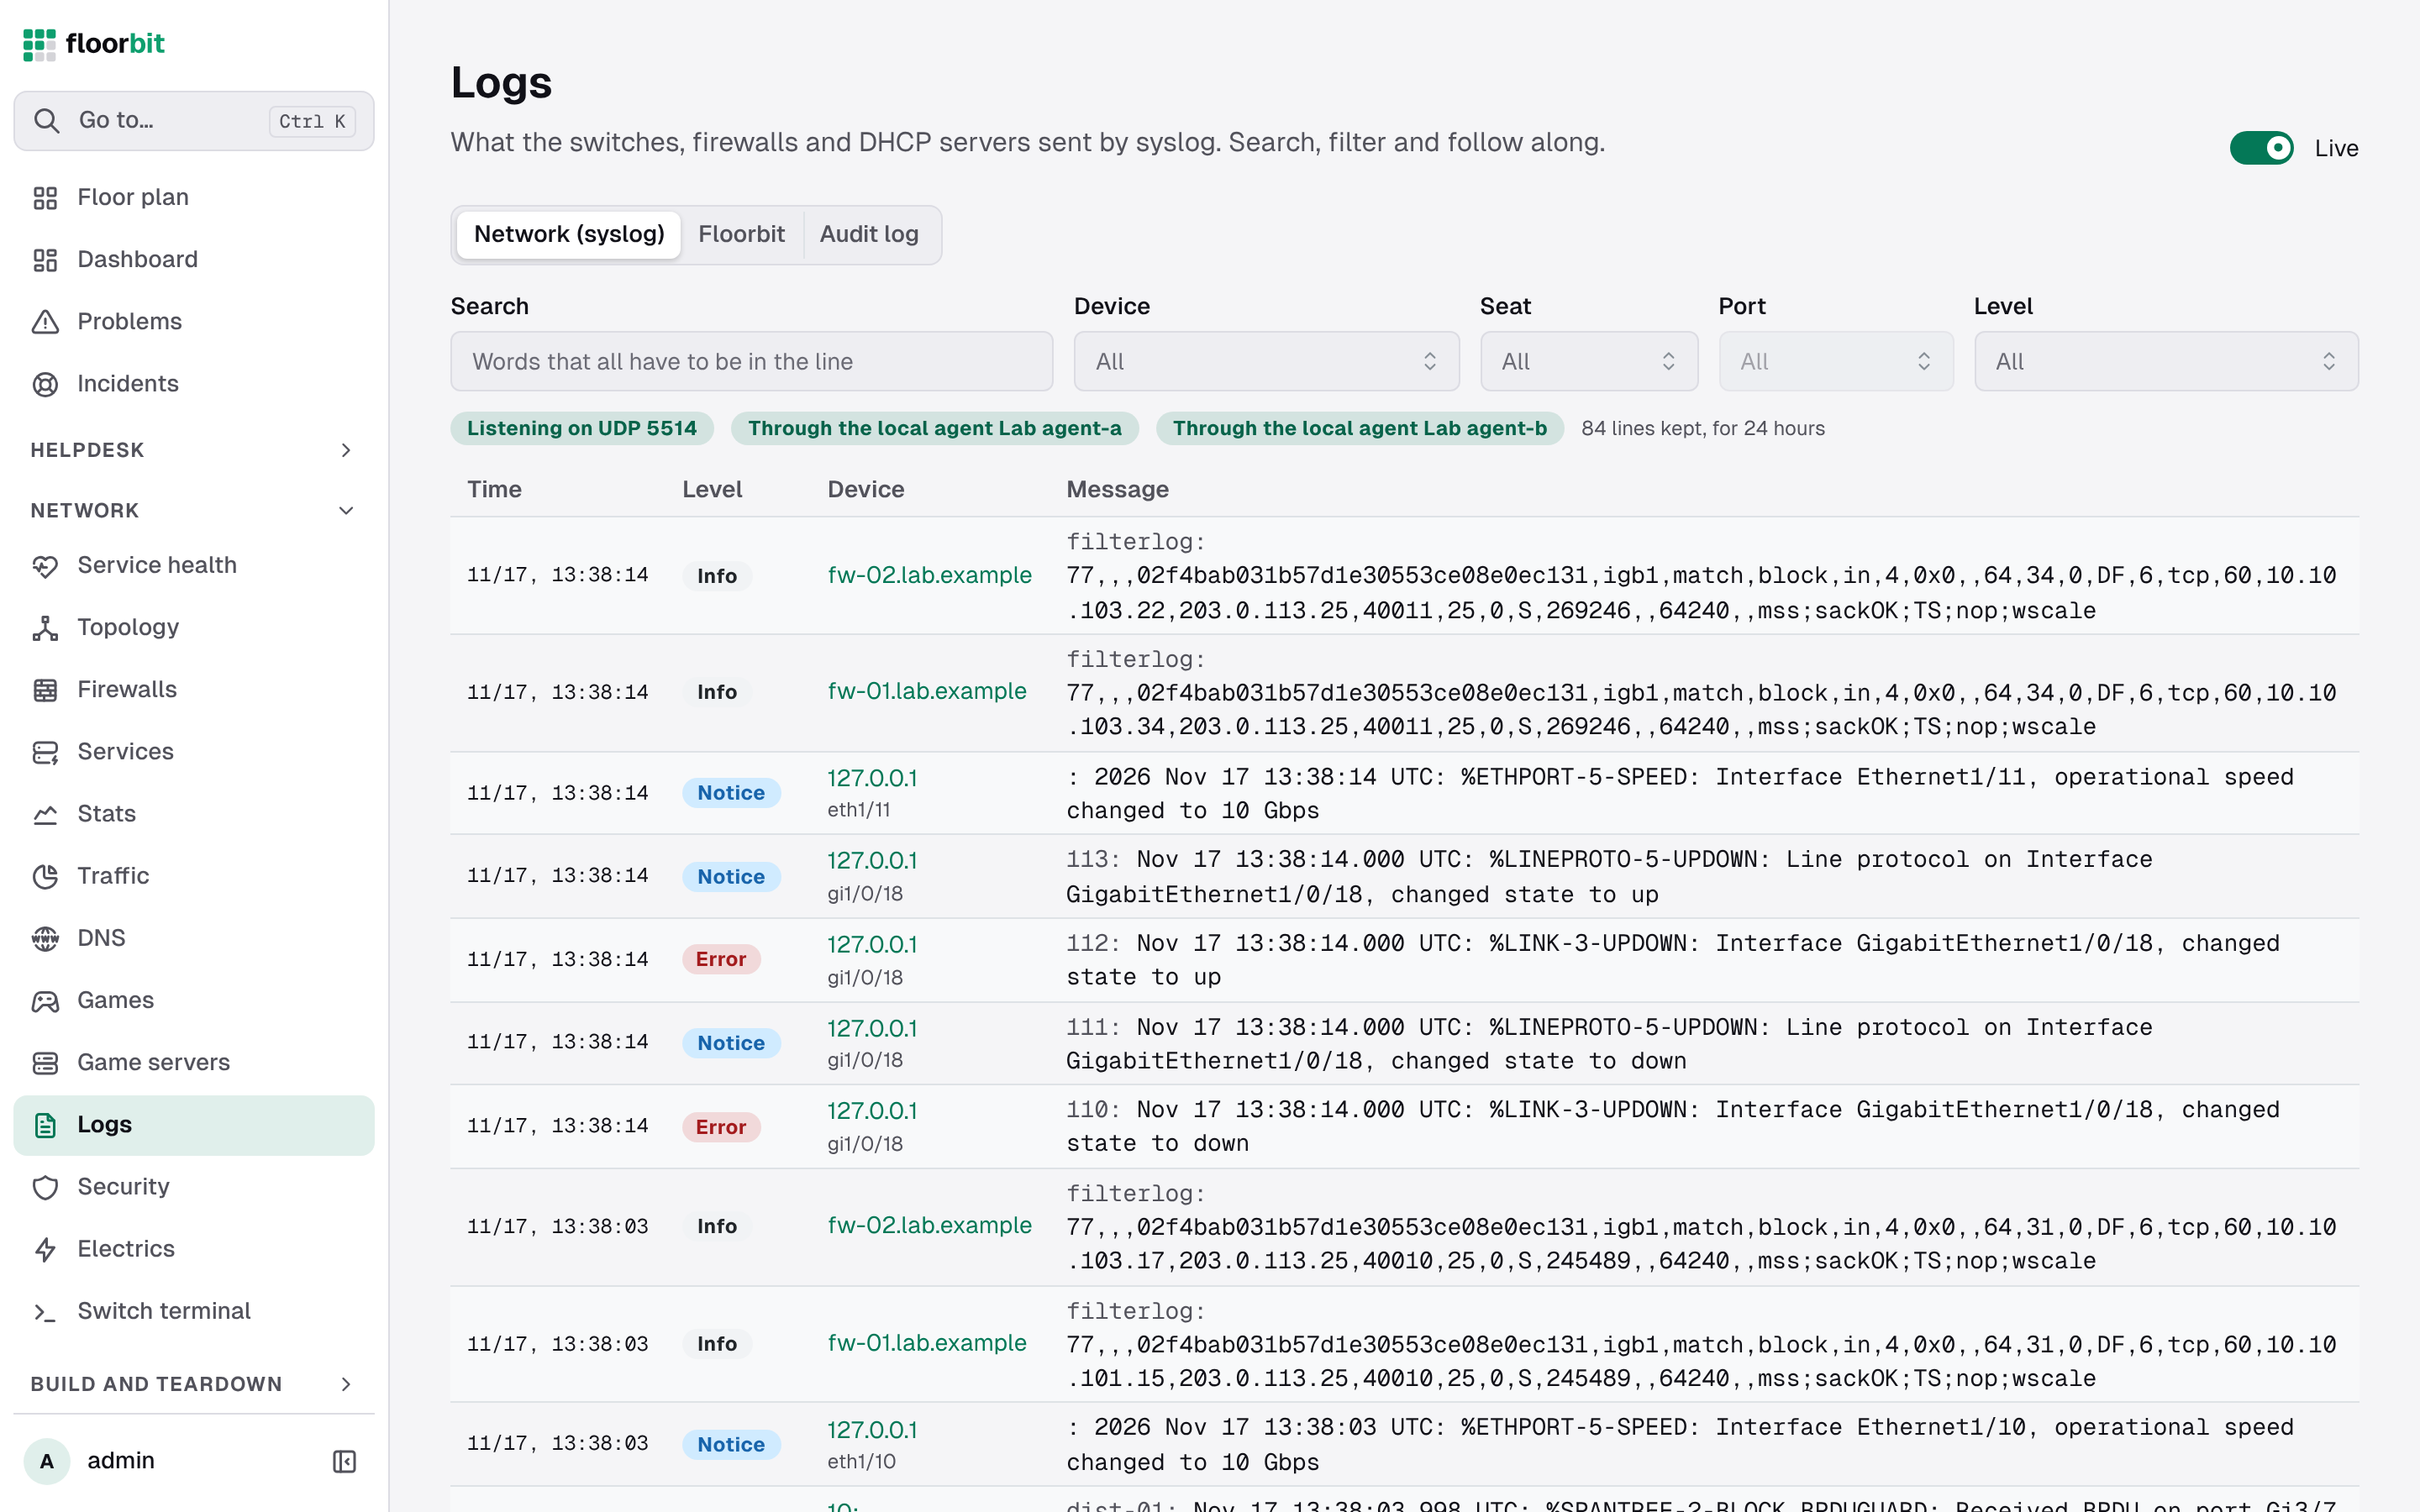 floorbit
Go to...
Ctrl K
Floor plan
Dashboard
Problems
Incidents
HELPDESK
NETWORK
Service health
Topology
Firewalls
Services
Stats
Traffic
DNS
Games
Game servers
Logs
Security
Electrics
Switch terminal
BUILD AND TEARDOWN
A
admin
Logs
What the switches, firewalls and DHCP servers sent by syslog. Search, filter and follow along.
Live
Network (syslog)
Floorbit
Audit log
Search
Device
Seat
Port
Level
Words that all have to be in the line
All
All
All
All
Listening on UDP 5514
Through the local agent Lab agent-a
Through the local agent Lab agent-b
84 lines kept, for 24 hours
Time Level Device Message
11/17, 13:38:14 Info fw-02.lab.example
filterlog:
77,,,02f4bab031b57d1e30553ce08e0ec131,igb1,match,block,in,4,0x0,,64,34,0,DF,6,tcp,60,10.10
.103.22,203.0.113.25,40011,25,0,S,269246,,64240,,mss;sackOK;TS;nop;wscale
11/17, 13:38:14 Info fw-01.lab.example
filterlog:
77,,,02f4bab031b57d1e30553ce08e0ec131,igb1,match,block,in,4,0x0,,64,34,0,DF,6,tcp,60,10.10
.103.34,203.0.113.25,40011,25,0,S,269246,,64240,,mss;sackOK;TS;nop;wscale
11/17, 13:38:14 Notice 127.0.0.1
eth1/11
: 2026 Nov 17 13:38:14 UTC: %ETHPORT-5-SPEED: Interface Ethernet1/11, operational speed
changed to 10 Gbps
11/17, 13:38:14 Notice 127.0.0.1
gi1/0/18
113: Nov 17 13:38:14.000 UTC: %LINEPROTO-5-UPDOWN: Line protocol on Interface
GigabitEthernet1/0/18, changed state to up
11/17, 13:38:14 Error 127.0.0.1
gi1/0/18
112: Nov 17 13:38:14.000 UTC: %LINK-3-UPDOWN: Interface GigabitEthernet1/0/18, changed
state to up
11/17, 13:38:14 Notice 127.0.0.1
gi1/0/18
111: Nov 17 13:38:14.000 UTC: %LINEPROTO-5-UPDOWN: Line protocol on Interface
GigabitEthernet1/0/18, changed state to down
11/17, 13:38:14 Error 127.0.0.1
gi1/0/18
110: Nov 17 13:38:14.000 UTC: %LINK-3-UPDOWN: Interface GigabitEthernet1/0/18, changed
state to down
11/17, 13:38:03 Info fw-02.lab.example
filterlog:
77,,,02f4bab031b57d1e30553ce08e0ec131,igb1,match,block,in,4,0x0,,64,31,0,DF,6,tcp,60,10.10
.103.17,203.0.113.25,40010,25,0,S,245489,,64240,,mss;sackOK;TS;nop;wscale
11/17, 13:38:03 Info fw-01.lab.example
filterlog:
77,,,02f4bab031b57d1e30553ce08e0ec131,igb1,match,block,in,4,0x0,,64,31,0,DF,6,tcp,60,10.10
.101.15,203.0.113.25,40010,25,0,S,245489,,64240,,mss;sackOK;TS;nop;wscale
11/17, 13:38:03 Notice 127.0.0.1
eth1/10
: 2026 Nov 17 13:38:03 UTC: %ETHPORT-5-SPEED: Interface Ethernet1/10, operational speed
changed to 10 Gbps
dist-01: Nov 17 13:38:03.998 UTC: %SPANTREE-2-BLOCK_BPDUGUARD: Received BPDU on port Gi3/7